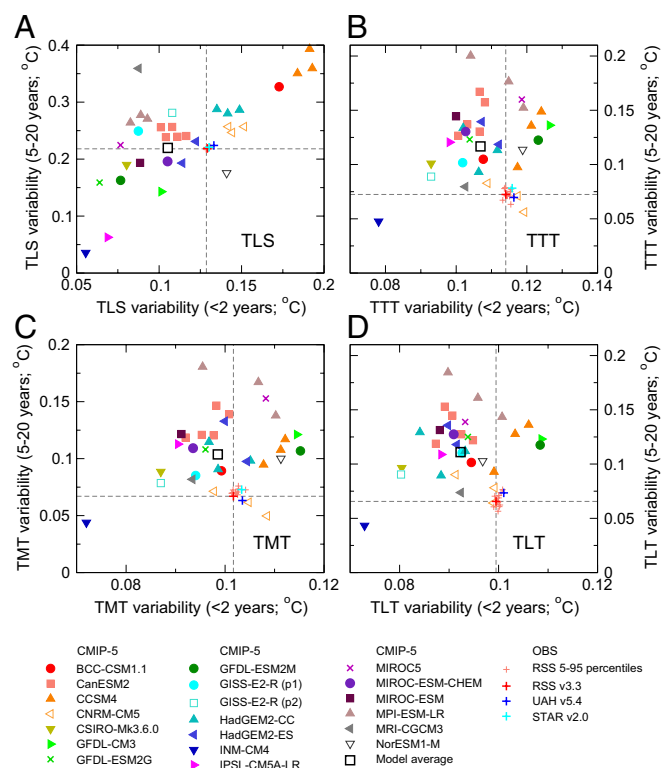 A
B
TLS variability (5-20 years; °C)
0.4
0.3
0.2
0.1
0
0.05
0.1
0.15
0.2
TLS
TLS variability (<2 years; °C)
TTT variability (5-20 years; °C)
0.2
0.15
0.1
0.05
0
0.08
0.1
0.12
0.14
TTT
TTT variability (<2 years; °C)
C
D
TMT variability (5-20 years; °C)
0.2
0.15
0.1
0.05
0
0.08
0.1
0.12
TMT
TMT variability (<2 years; °C)
TLT variability (5-20 years; °C)
0.2
0.15
0.1
0.05
0
0.08
0.1
0.12
TLT
TLT variability (<2 years; °C)
CMIP-5
BCC-CSM1.1
CanESM2
CCSM4
CNRM-CM5
CSIRO-Mk3.6.0
GFDL-CM3
GFDL-ESM2G
CMIP-5
GFDL-ESM2M
GISS-E2-R (p1)
GISS-E2-R (p2)
HadGEM2-CC
HadGEM2-ES
INM-CM4
IPSL-CM5A-LR
CMIP-5
MIROC5
MIROC-ESM-CHEM
MIROC-ESM
MPI-ESM-LR
MRI-CGCM3
NorESM1-M
Model average
OBS
RSS 5-95 percentiles
RSS v3.3
UAH v5.4
STAR v2.0